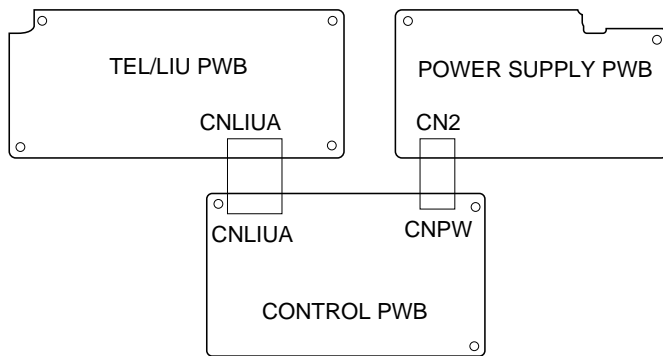 TEL/LIU PWB
POWER SUPPLY PWB
CNLIUA
CN2
CNLIUA
CNPW
CONTROL PWB